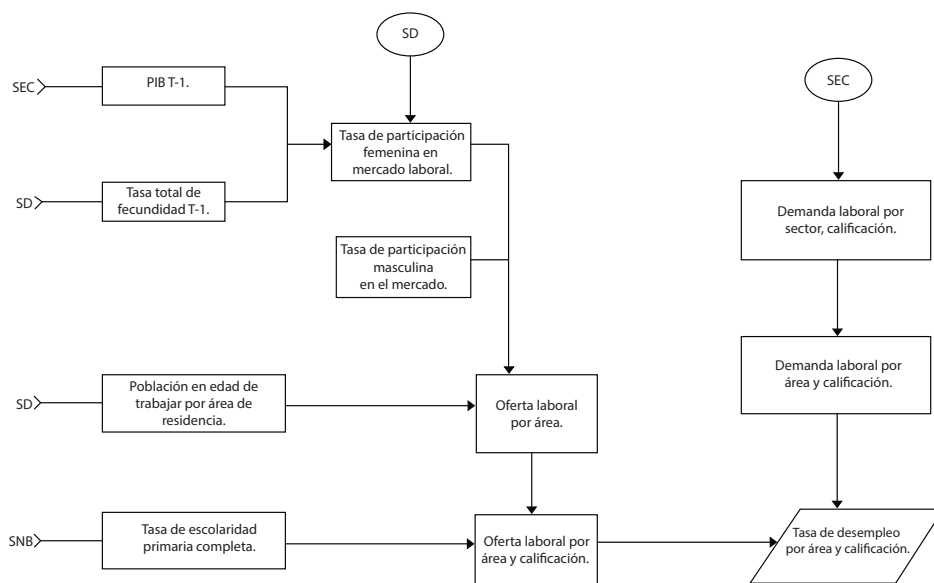 SD
SEC
PIB T-1.
SEC
Tasa de participación
femenina en
mercado laboral.
SD
Tasa total de
fecundidad T-1.
Demanda laboral por
sector, calificación.
Tasa de participación
masculina
en el mercado.
Demanda laboral por
área y calificación.
SD
Población en edad de
trabajar por área de
residencia.
Oferta laboral
por área.
SNB
Tasa de escolaridad
primaria completa.
Oferta laboral por
área y calificación.
Tasa de desempleo
por área y calificación.